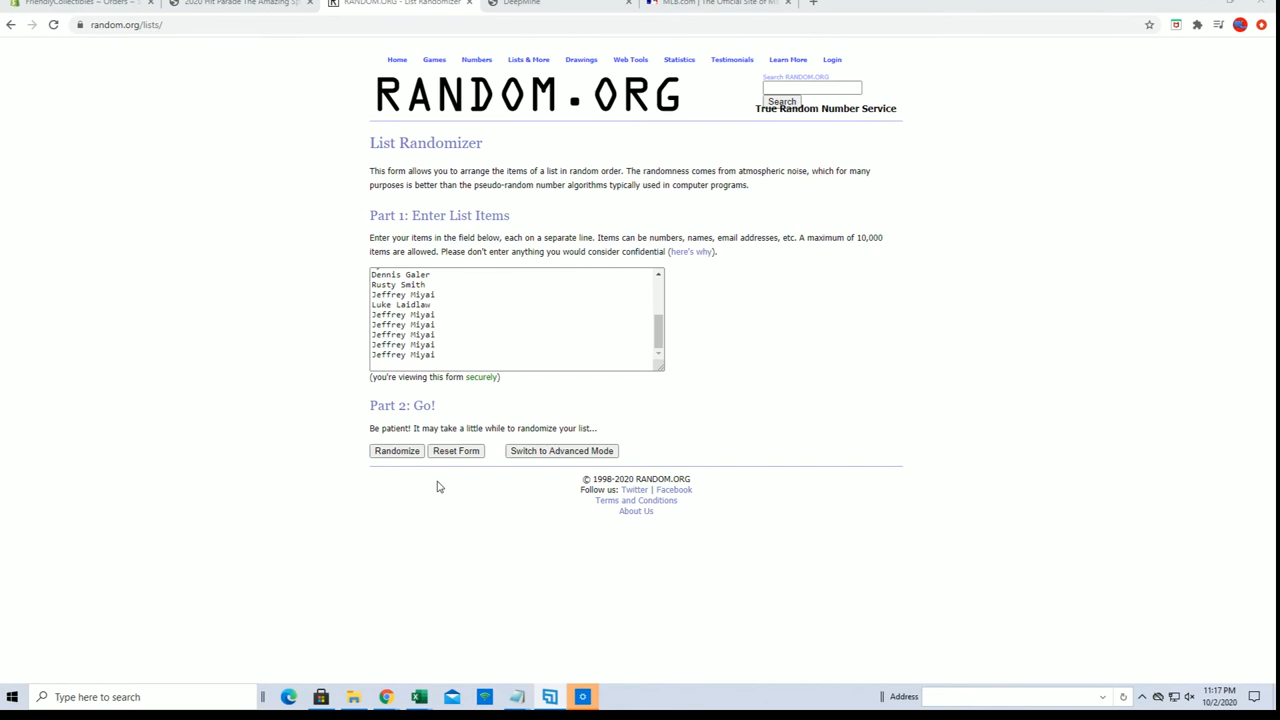 FriendlyCollectibles – Orders –
2020 Hit Parade The Amazing Sp
RANDOM.ORG - List Randomizer
DeepMine
MLB.com | The Official Site of M
random.org/lists/
Home Games Numbers Lists & More Drawings Web Tools Statistics Testimonials Learn More Login
RANDOM.ORG
Search RANDOM.ORG
Search
True Random Number Service
List Randomizer
This form allows you to arrange the items of a list in random order. The randomness comes from atmospheric noise, which for many
purposes is better than the pseudo-random number algorithms typically used in computer programs.
Part 1: Enter List Items
Enter your items in the field below, each on a separate line. Items can be numbers, names, email addresses, etc. A maximum of 10,000
items are allowed. Please don't enter anything you would consider confidential (here's why).
Dennis Galer
Rusty Smith
Jeffrey Miyai
Luke Laidlaw
Jeffrey Miyai
Jeffrey Miyai
Jeffrey Miyai
Jeffrey Miyai
Jeffrey Miyai
(you're viewing this form securely)
Part 2: Go!
Be patient! It may take a little while to randomize your list...
Randomize Reset Form Switch to Advanced Mode
© 1998-2020 RANDOM.ORG
Follow us: Twitter | Facebook
Terms and Conditions
About Us
Type here to search
Address
11:17 PM
10/2/2020